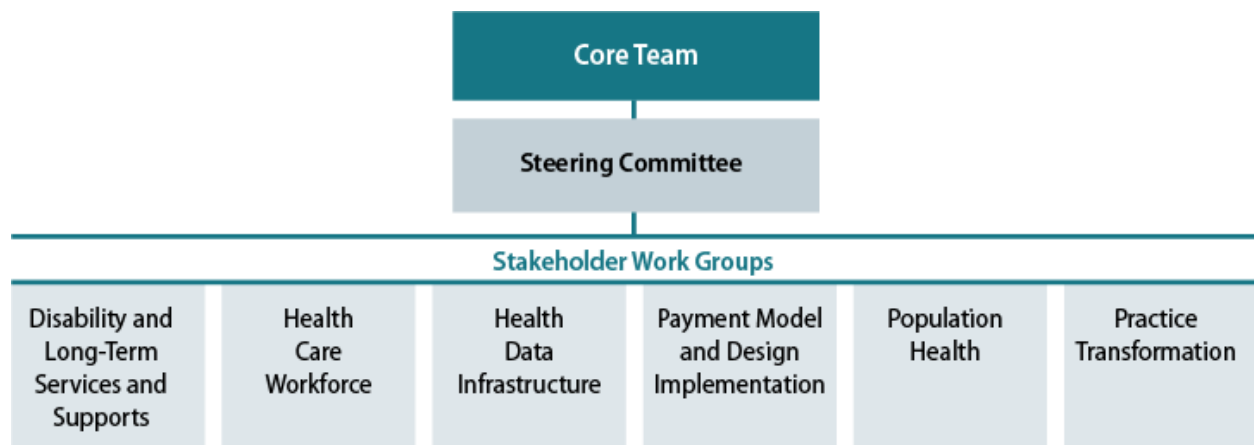 Core Team
Steering Committee
Stakeholder Work Groups
Disability and
Long-Term
Services and
Supports
Health
Care
Workforce
Health
Data
Infrastructure
Payment Model
and Design
Implementation
Population
Health
Practice
Transformation